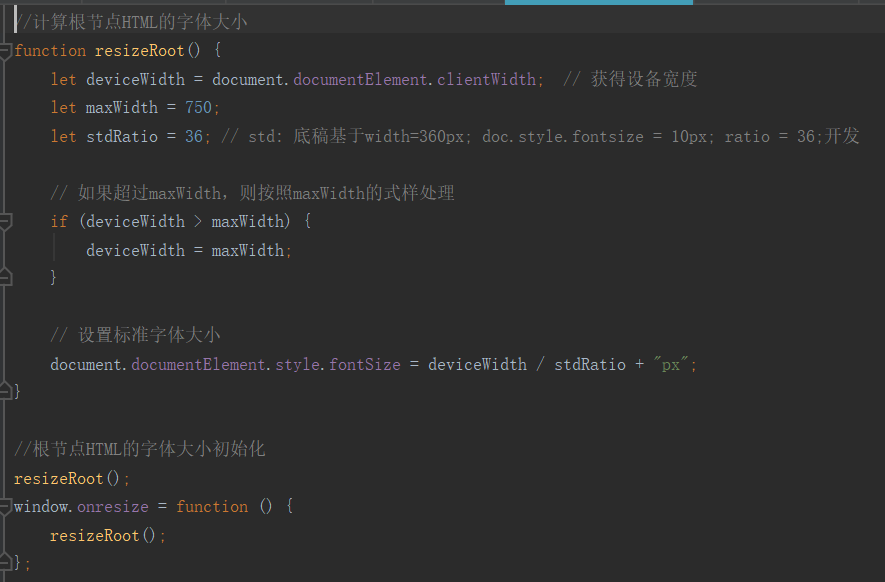 //计算根节点HTML的字体大小
function resizeRoot() {
    let deviceWidth = document.documentElement.clientWidth;  // 获得设备宽度
    let maxWidth = 750;
    let stdRatio = 36; // std: 底稿基于width=360px; doc.style.fontsize = 10px; ratio = 36;开发
    // 如果超过maxWidth，则按照maxWidth的式样处理
    if (deviceWidth > maxWidth) {
        deviceWidth = maxWidth;
    }
    // 设置标准字体大小
    document.documentElement.style.fontSize = deviceWidth / stdRatio + "px";
}
//根节点HTML的字体大小初始化
resizeRoot();
window.onresize = function () {
    resizeRoot();
};